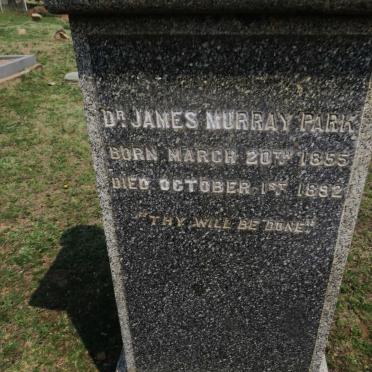 DR JAMES MURRAY PARK
BORN MARCH 20TH 1855
DIED OCTOBER 1ST 1892
"THY WILL BE DONE"